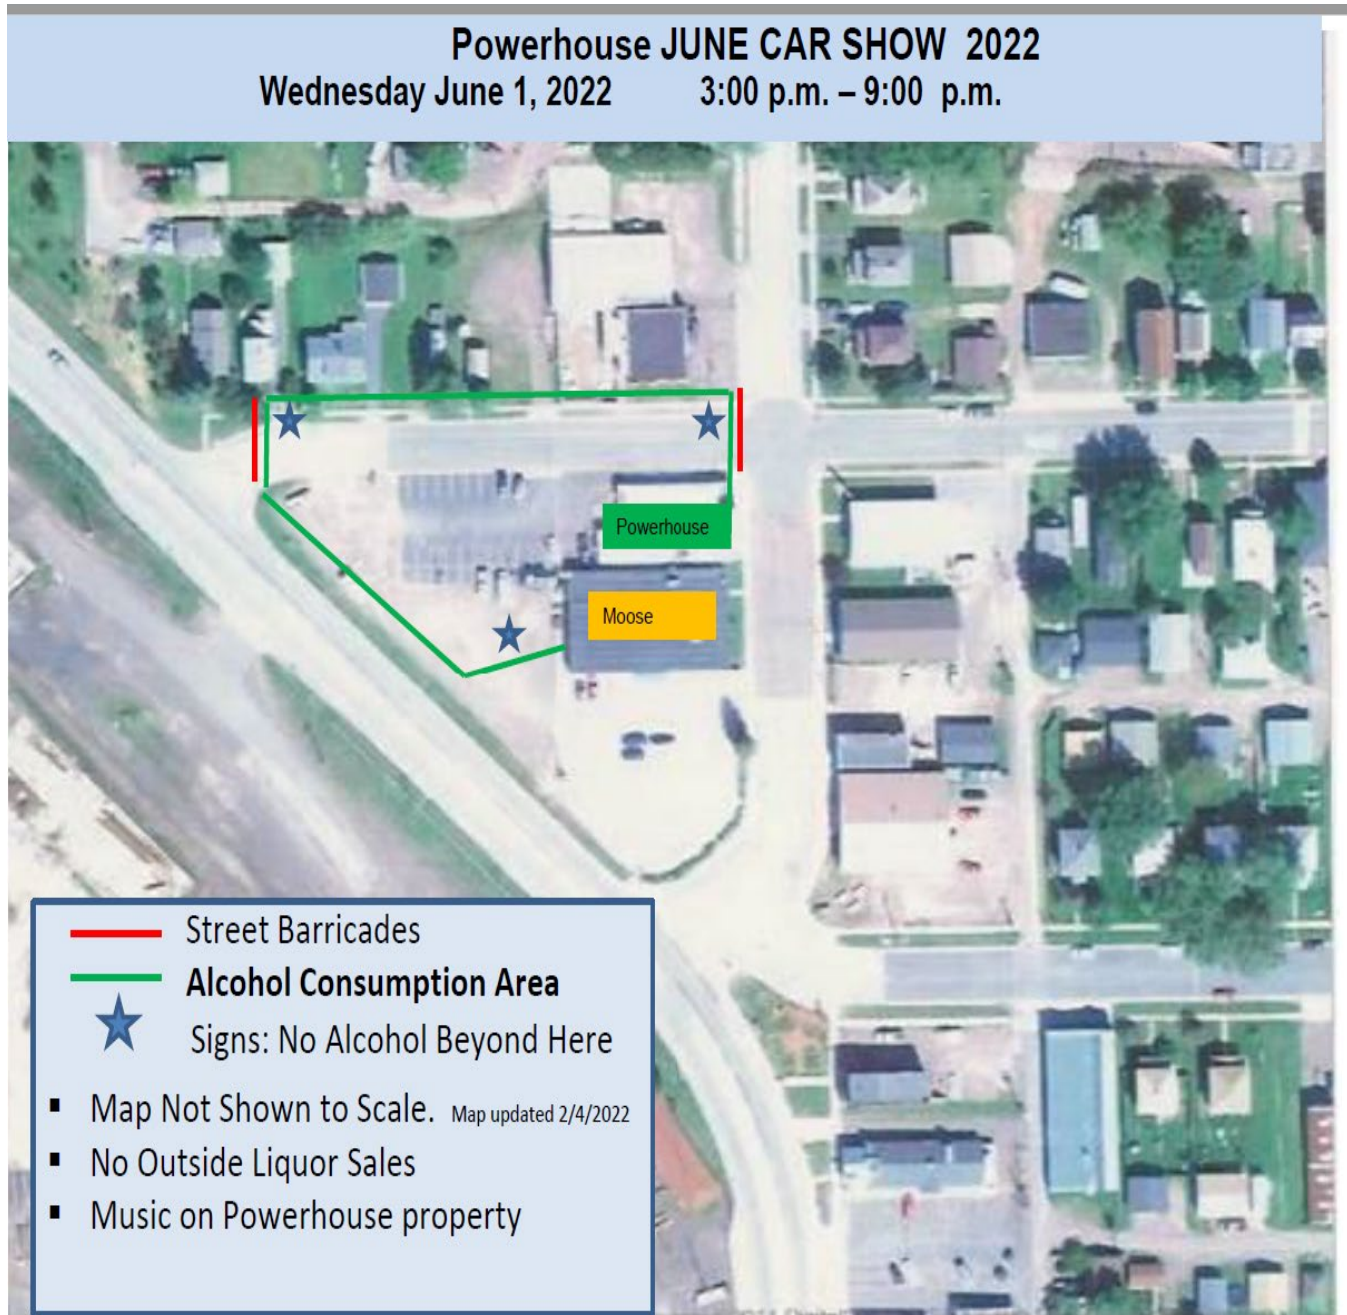 Powerhouse JUNE CAR SHOW 2022
Wednesday June 1, 2022 3:00 p.m. – 9:00 p.m.
Powerhouse
Moose
Street Barricades
Alcohol Consumption Area
Signs: No Alcohol Beyond Here
▪ Map Not Shown to Scale. Map updated 2/4/2022
▪ No Outside Liquor Sales
▪ Music on Powerhouse property